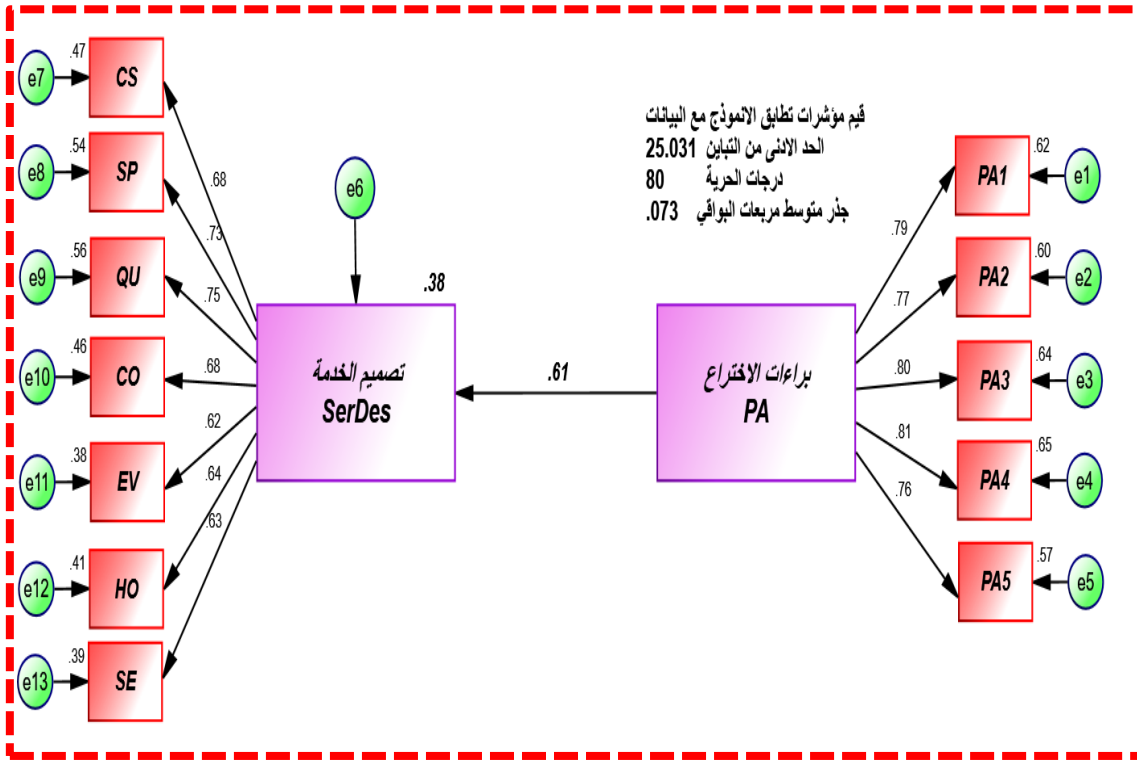 .47
e7
CS
.54
e8
SP
.56
e9
QU
.46
e10
CO
.38
e11
EV
.41
e12
HO
.39
e13
SE
.68
.73
.75
.68
.62
.64
.63
e6
.38
تصميم الخدمة
SerDes
.61
براءات الاختراع
PA
قيم مؤشرات تطابق الانموذج مع البيانات
الحد الادنى من التباين 25.031
درجات الحرية 80
جذر متوسط مربعات البواقي .073
.79
.77
.80
.81
.76
.62
PA1
e1
.60
PA2
e2
.64
PA3
e3
.65
PA4
e4
.57
PA5
e5